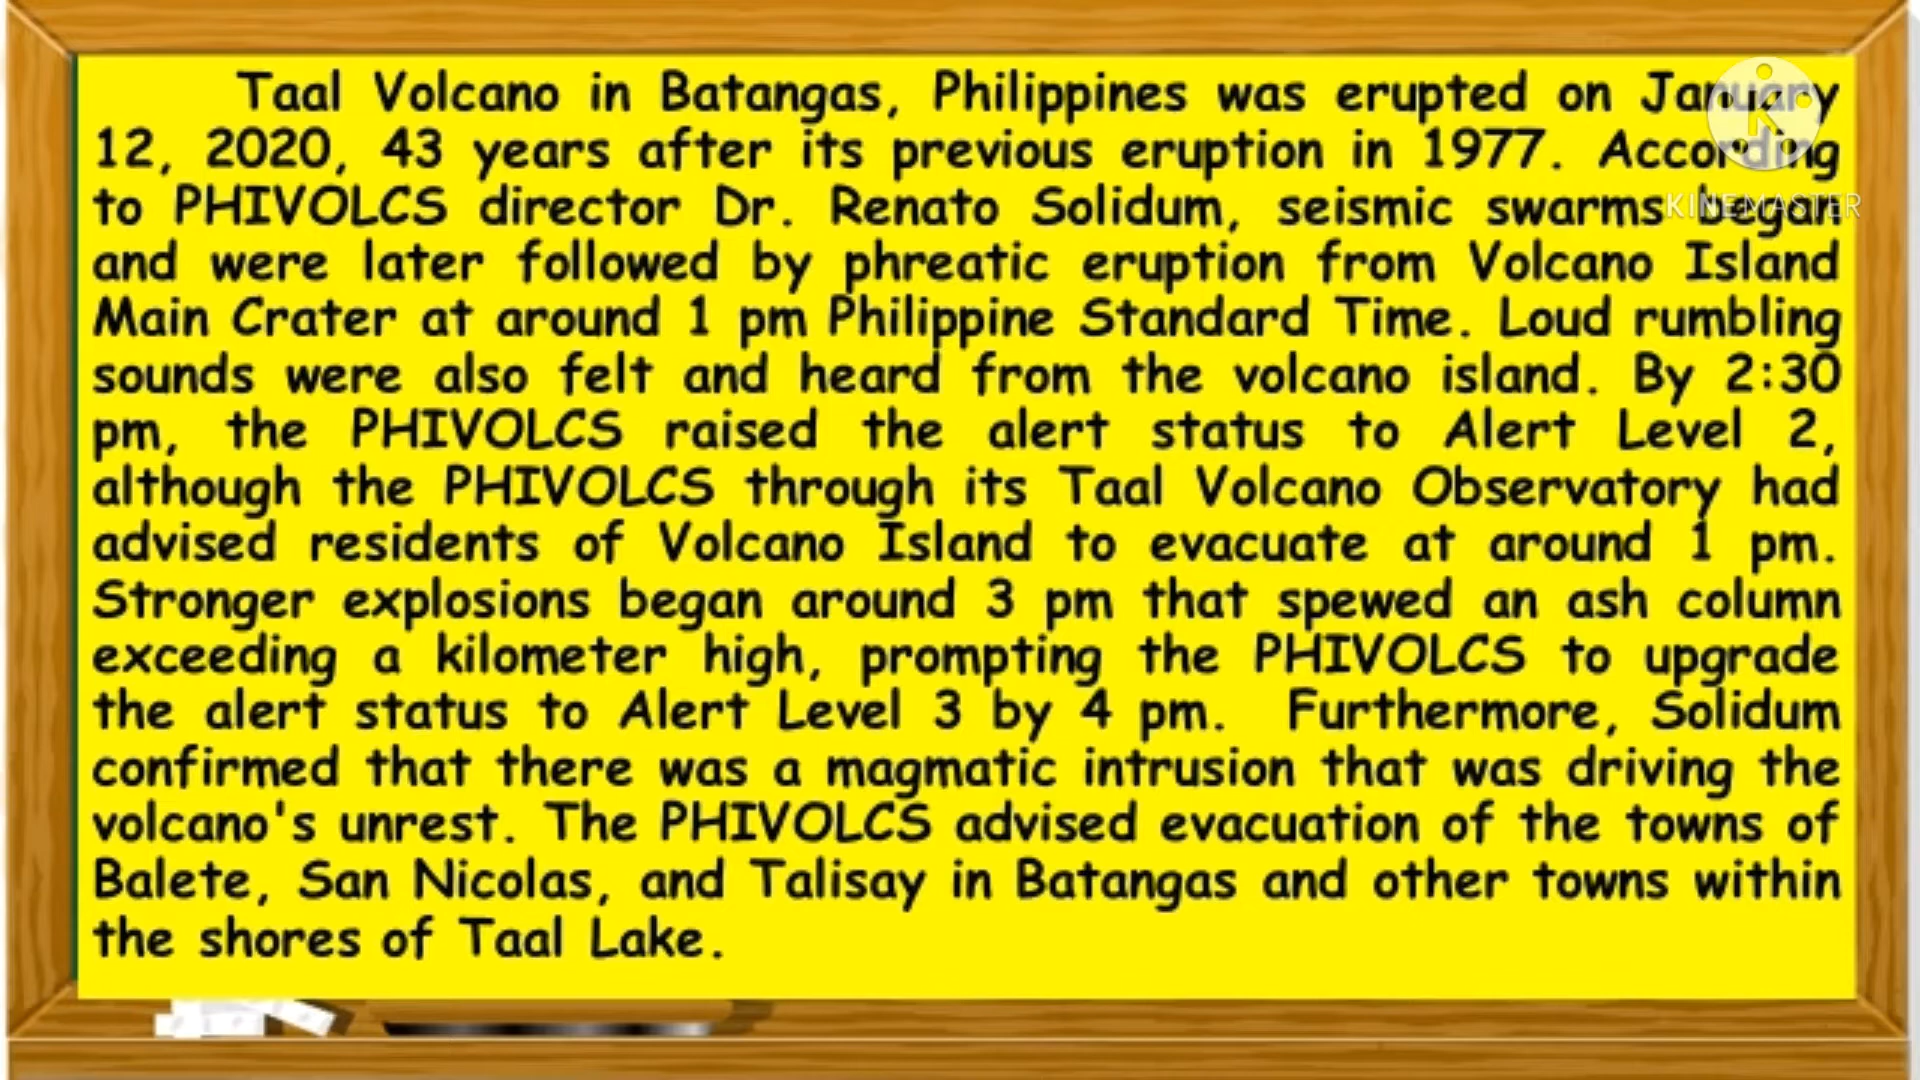 Taal Volcano in Batangas, Philippines was erupted on January
12, 2020, 43 years after its previous eruption in 1977. According
to PHIVOLCS director Dr. Renato Solidum, seismic swarms began
and were later followed by phreatic eruption from Volcano Island
Main Crater at around 1 pm Philippine Standard Time. Loud rumbling
sounds were also felt and heard from the volcano island. By 2:30
pm, the PHIVOLCS raised the alert status to Alert Level 2,
although the PHIVOLCS through its Taal Volcano Observatory had
advised residents of Volcano Island to evacuate at around 1 pm.
Stronger explosions began around 3 pm that spewed an ash column
exceeding a kilometer high, prompting the PHIVOLCS to upgrade
the alert status to Alert Level 3 by 4 pm. Furthermore, Solidum
confirmed that there was a magmatic intrusion that was driving the
volcano's unrest. The PHIVOLCS advised evacuation of the towns of
Balete, San Nicolas, and Talisay in Batangas and other towns within
the shores of Taal Lake.
K
KINEMASTER